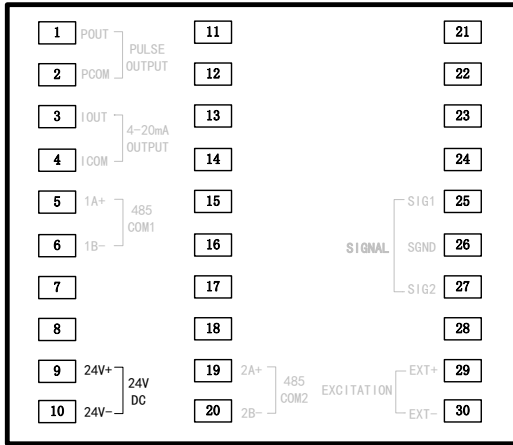 1 POUT 11 21
PULSE
OUTPUT
2 PCOM 12 22
3 IOUT 13 23
4-20mA
OUTPUT
4 ICOM 14 24
5 1A+ 15 SIG1 25
485
COM1
6 1B- 16 SIGNAL SGND 26
7 17 SIG2 27
8 18 28
9 24V+ 19 2A+ EXT+ 29
24V
DC
485
COM2
EXCITATION
10 24V- 20 2B- EXT- 30